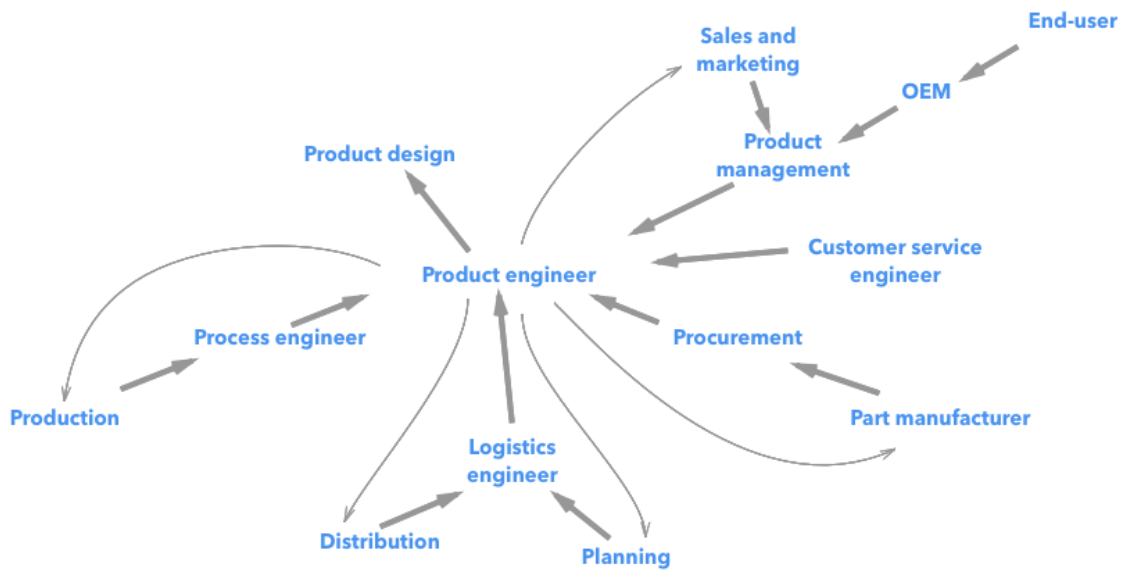 End-user
Sales and
marketing
OEM
Product
management
Product design
Customer service
engineer
Product engineer
Process engineer
Procurement
Production
Part manufacturer
Logistics
engineer
Distribution
Planning